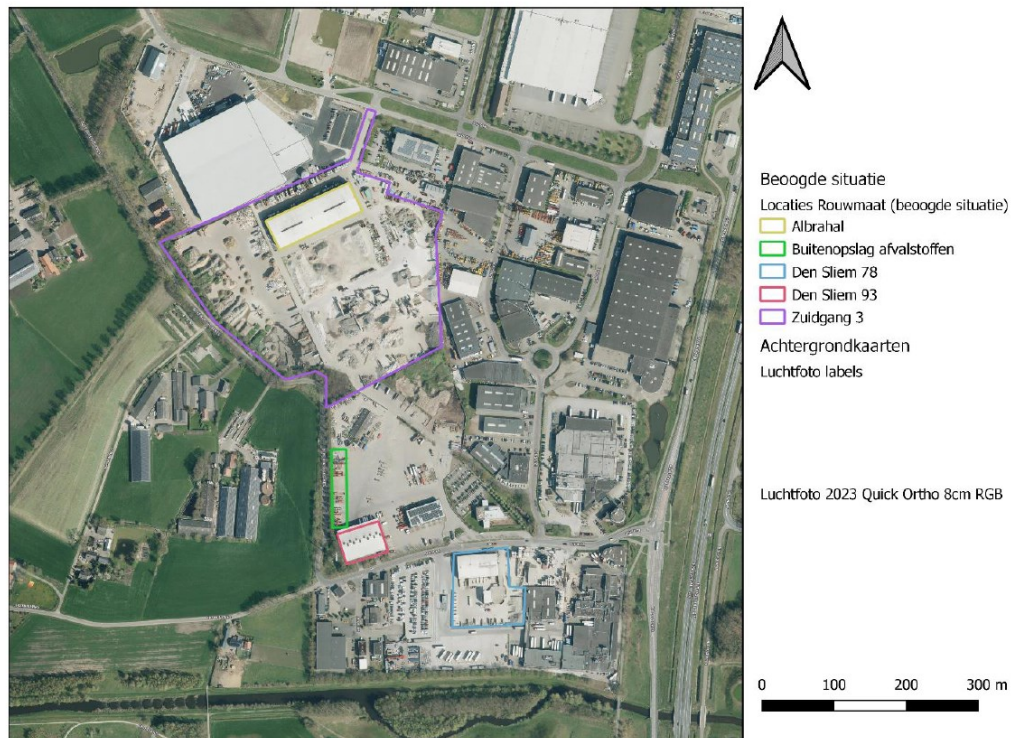 Beoogde situatie
Locaties Rouwmaat (beoogde situatie)
Albrahal
Buitenopslag afvalstoffen
Den Sliem 78
Den Sliem 93
Zuidgang 3
Achtergrondkaarten
Luchtfoto labels
Luchtfoto 2023 Quick Ortho 8cm RGB
0 100 200 300 m